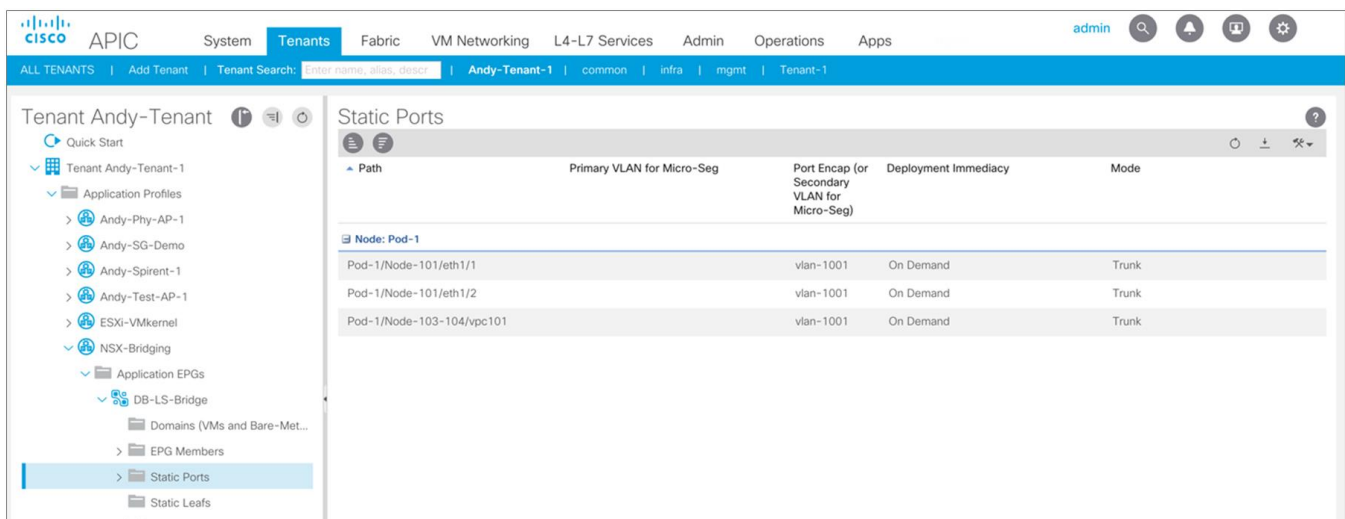 cisco APIC System Tenants Fabric VM Networking L4-L7 Services Admin Operations Apps admin
ALL TENANTS | Add Tenant | Tenant Search: Enter name, alias, descr | Andy-Tenant-1 | common | infra | mgmt | Tenant-1
Tenant Andy-Tenant
Quick Start
Tenant Andy-Tenant-1
Application Profiles
Andy-Phy-AP-1
Andy-SG-Demo
Andy-Spirent-1
Andy-Test-AP-1
ESXi-VMkernel
NSX-Bridging
Application EPGs
DB-LS-Bridge
Domains (VMs and Bare-Met...
EPG Members
Static Ports
Static Leafs
Static Ports
?
Path Primary VLAN for Micro-Seg Port Encap (or Deployment Immediacy Mode
Secondary
VLAN for
Micro-Seg)
Node: Pod-1
Pod-1/Node-101/eth1/1 vlan-1001 On Demand Trunk
Pod-1/Node-101/eth1/2 vlan-1001 On Demand Trunk
Pod-1/Node-103-104/vpc101 vlan-1001 On Demand Trunk